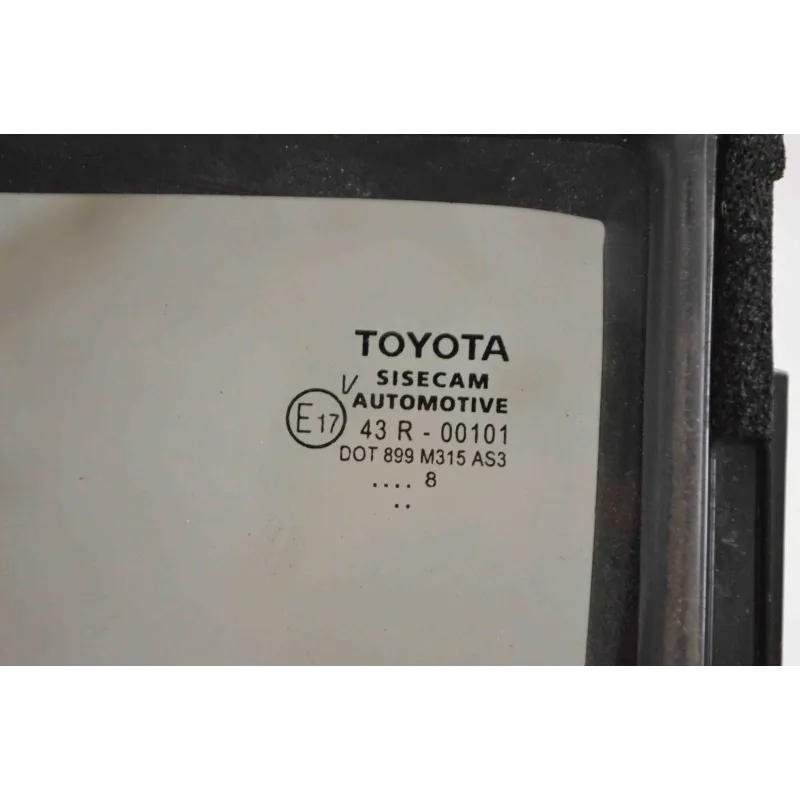 TOYOTA
SISECAM
V AUTOMOTIVE
E17 43 R - 00101
DOT 899 M315 AS3
.... 8
..